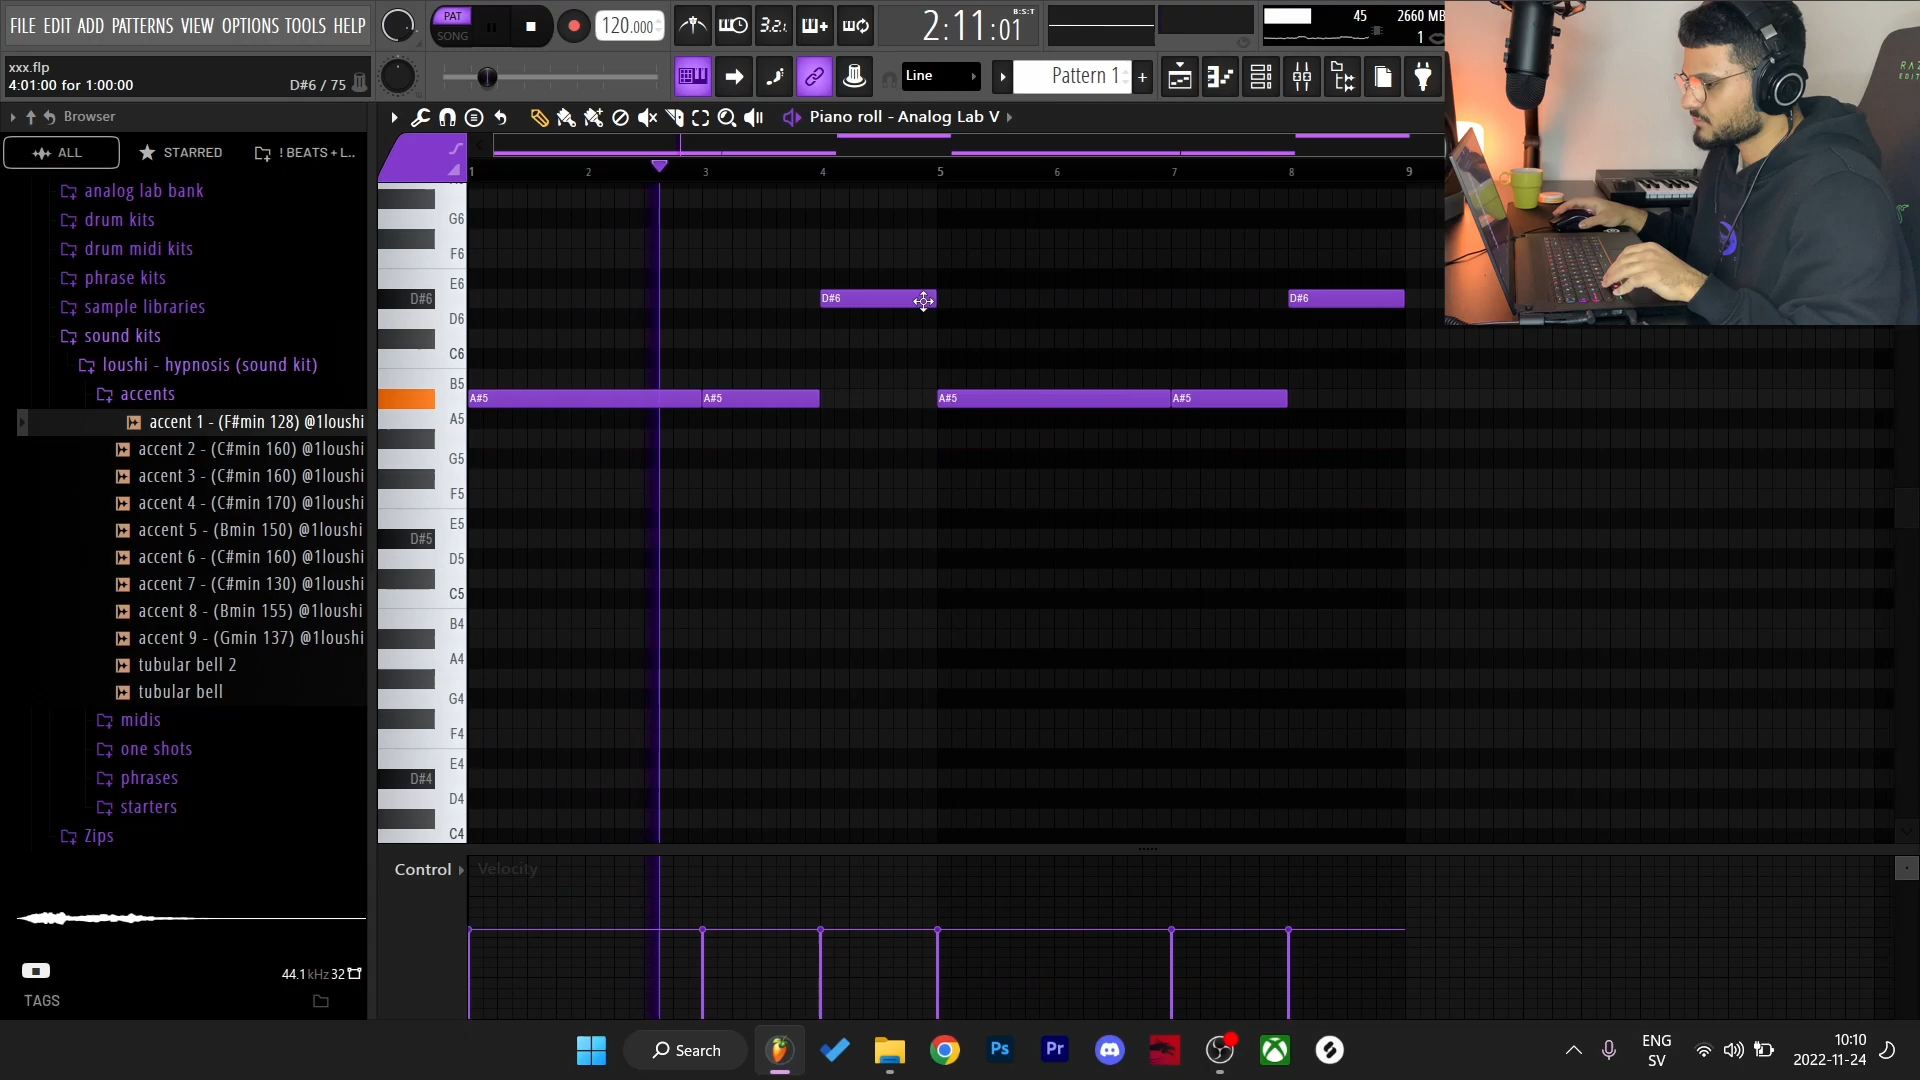 FILE EDIT ADD PATTERNS VIEW OPTIONS TOOLS HELP
PAT
SONG
120.000
3.2.
2:11:01
B:S:T
45
2660 MB
1
xxx.flp
4:01:00 for 1:00:00
D#6 / 75
Line
Pattern 1
+
Browser
Piano roll - Analog Lab V
ALL
STARRED
! BEATS + L...
1
2
3
4
5
6
7
8
9
analog lab bank
drum kits
drum midi kits
phrase kits
sample libraries
sound kits
loushi - hypnosis (sound kit)
accents
accent 1 - (F#min 128) @1loushi
accent 2 - (C#min 160) @1loushi
accent 3 - (C#min 160) @1loushi
accent 4 - (C#min 170) @1loushi
accent 5 - (Bmin 150) @1loushi
accent 6 - (C#min 160) @1loushi
accent 7 - (C#min 130) @1loushi
accent 8 - (Bmin 155) @1loushi
accent 9 - (Gmin 137) @1loushi
tubular bell 2
tubular bell
midis
one shots
phrases
starters
Zips
G6
F6
E6
D#6
D#6
D#6
D6
C6
B5
A#5
A#5
A#5
A#5
A5
G5
F5
E5
D#5
D5
C5
B4
A4
G4
F4
E4
D#4
D4
C4
Control
Velocity
44.1kHz 32
TAGS
Search
Ps
Pr
ENG
SV
10:10
2022-11-24